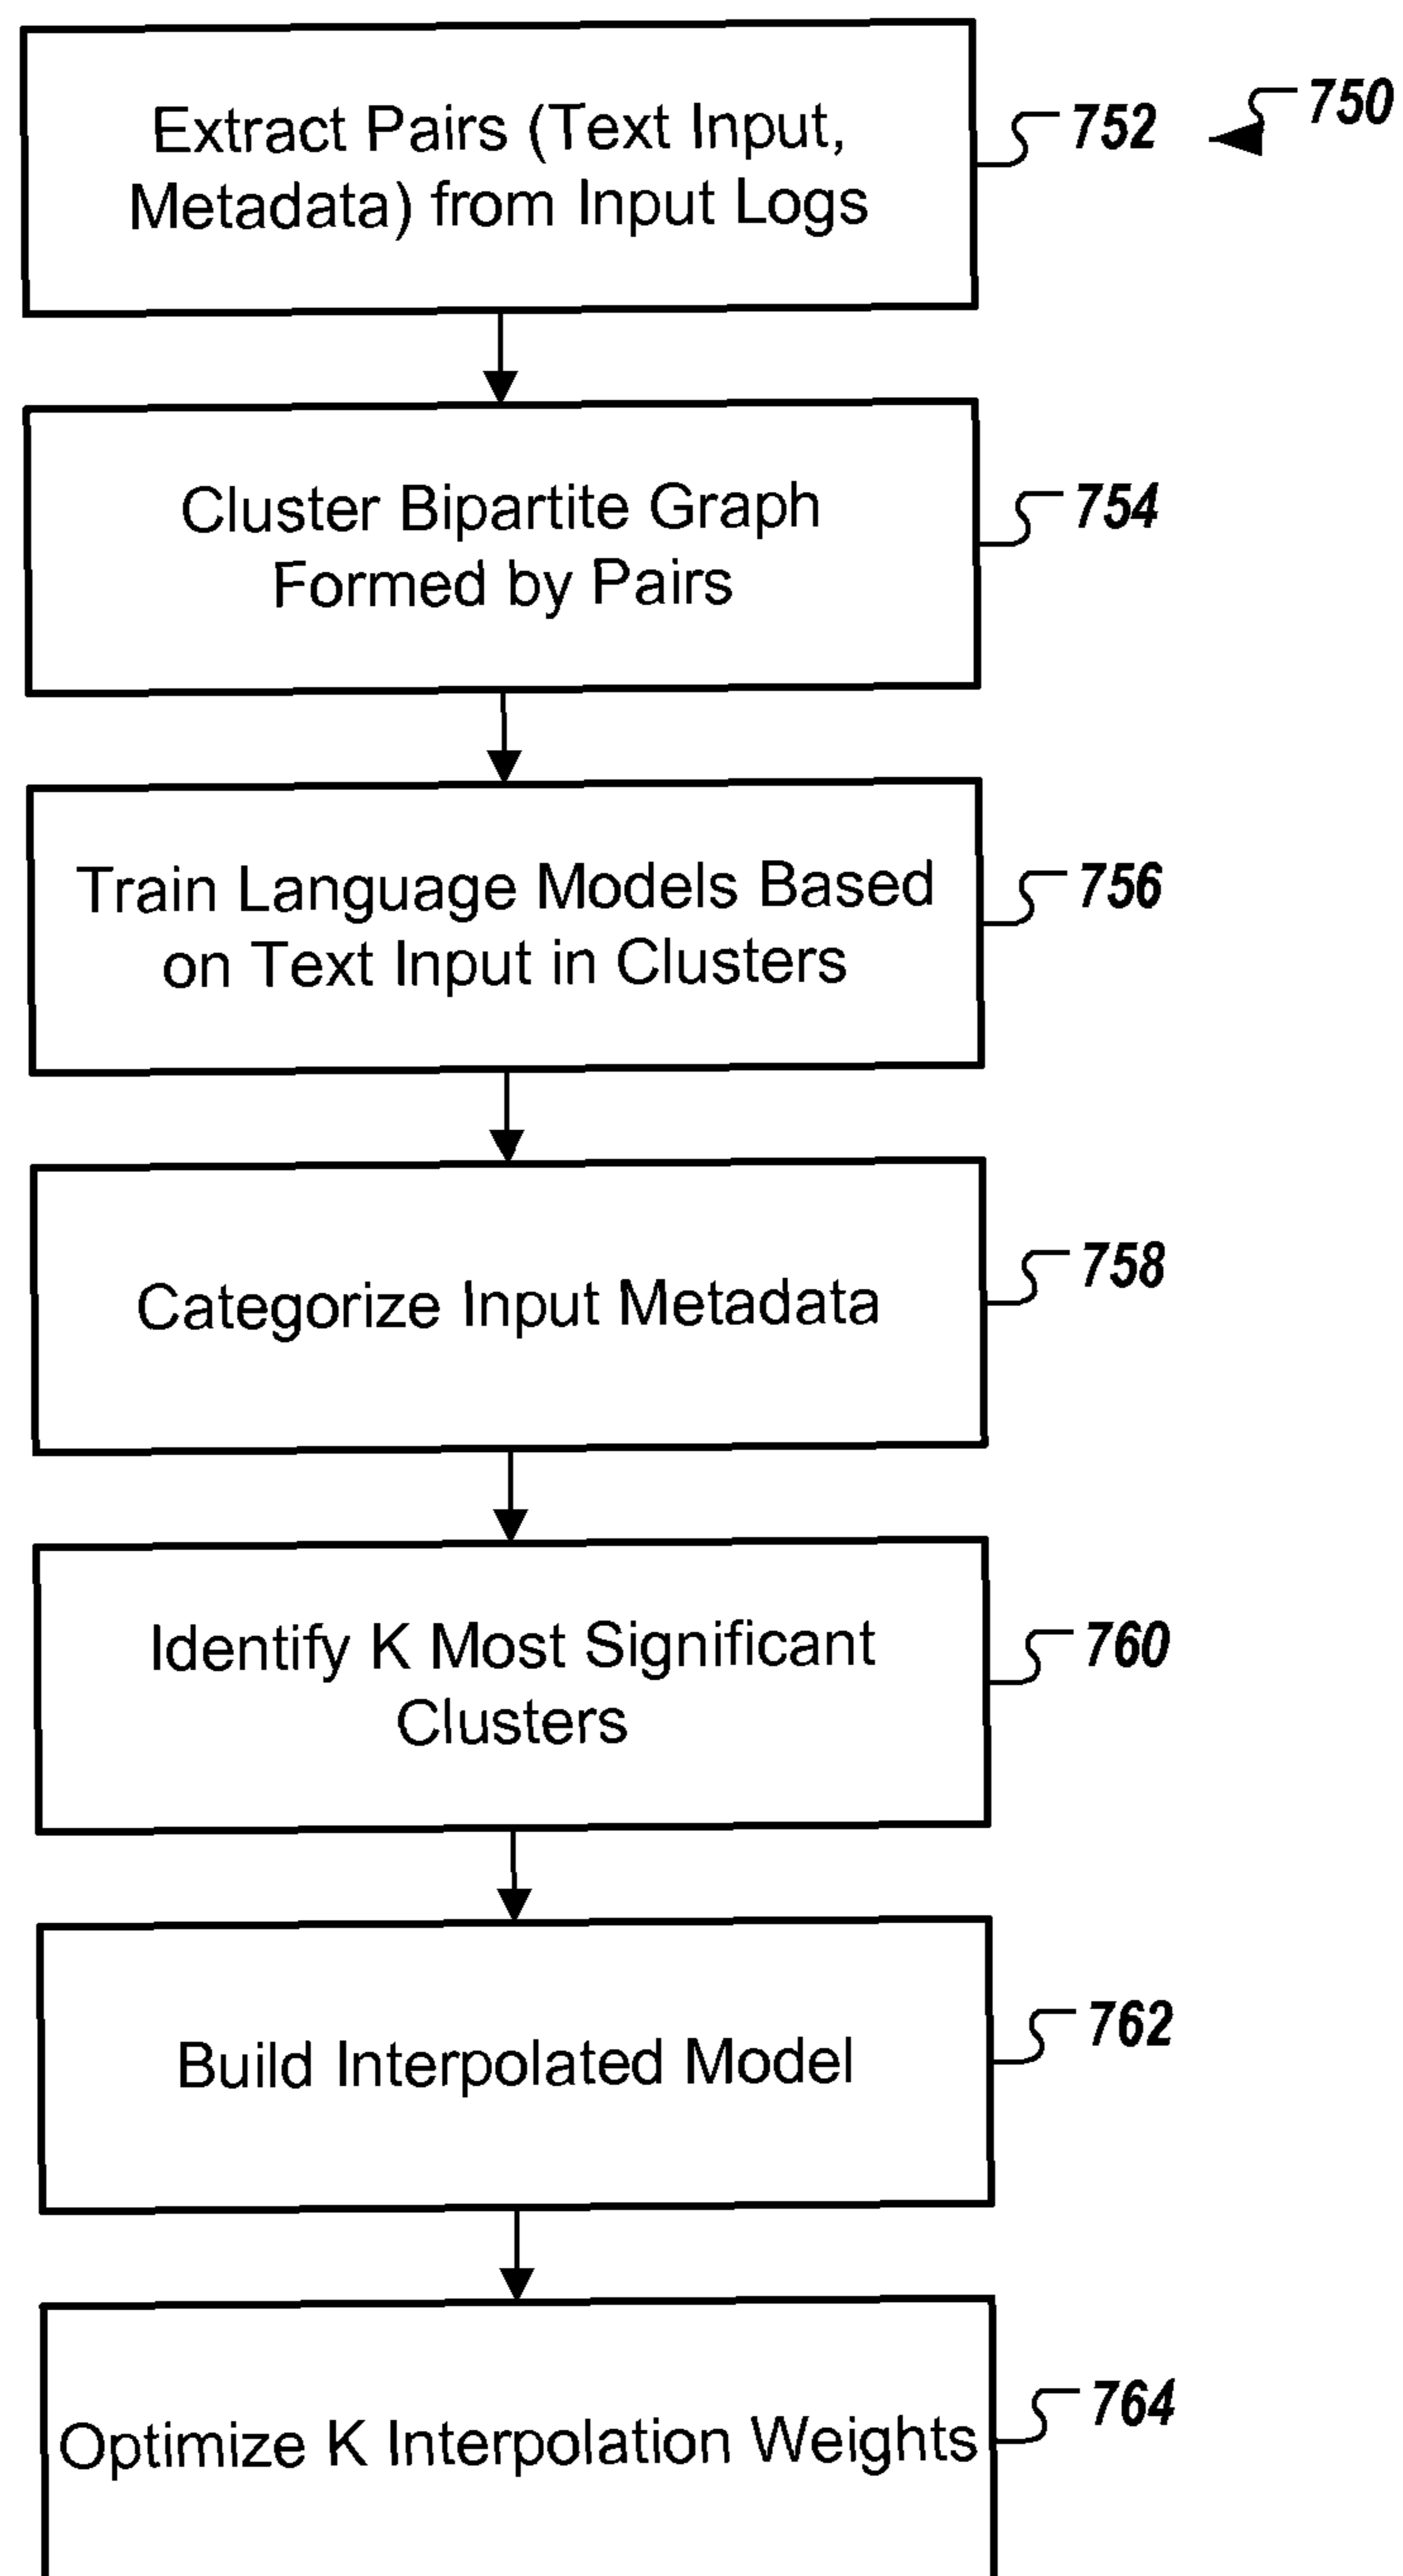 Extract Pairs (Text Input,
Metadata) from Input Logs
752
750
Cluster Bipartite Graph
Formed by Pairs
754
Train Language Models Based
on Text Input in Clusters
756
Categorize Input Metadata
758
Identify K Most Significant
Clusters
760
Build Interpolated Model
762
Optimize K Interpolation Weights
764